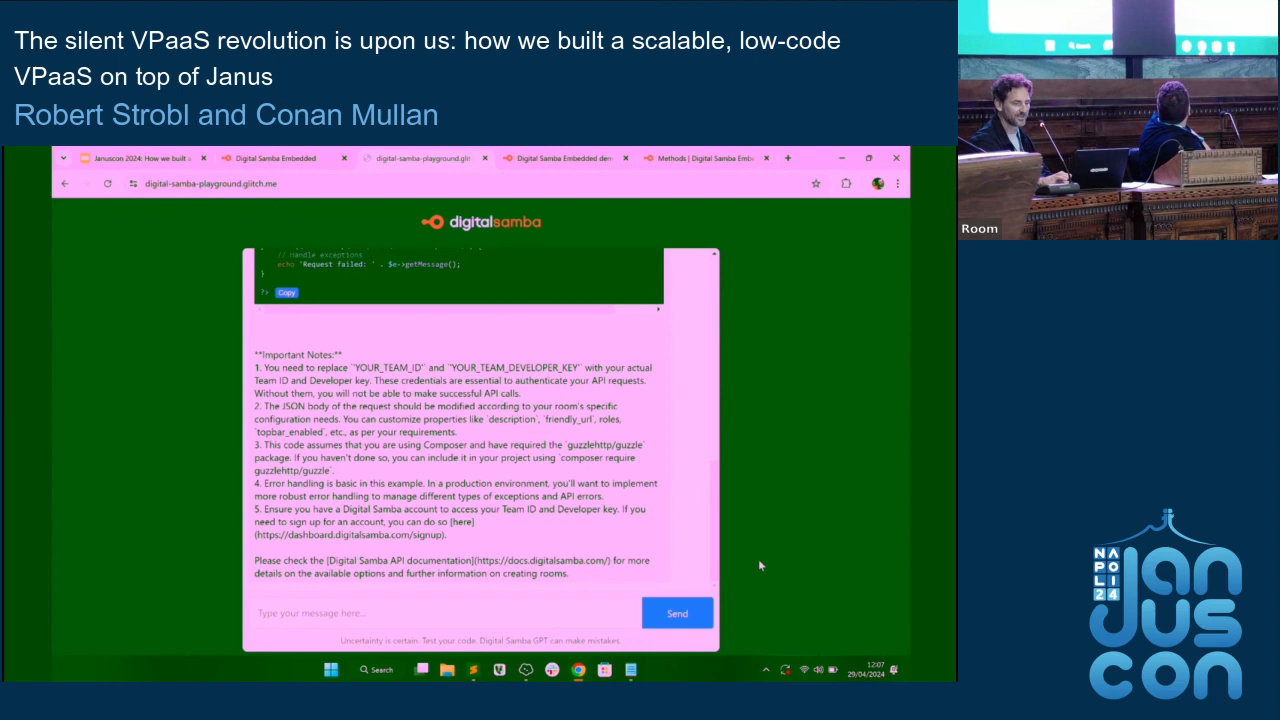 The silent VPaaS revolution is upon us: how we built a scalable, low-code
VPaaS on top of Janus
Robert Strobl and Conan Mullan
Januscon 2024: How we built a
Digital Samba Embedded
digital-samba-playground.glit
Digital Samba Embedded dem
Methods | Digital Samba Embe
digital-samba-playground.glitch.me
digitalsamba
// Handle exceptions
echo 'Request failed: ' . $e->getMessage();
}
?>
Copy
**Important Notes:**
1. You need to replace `'YOUR_TEAM_ID'` and `'YOUR_TEAM_DEVELOPER_KEY'` with your actual
Team ID and Developer key. These credentials are essential to authenticate your API requests.
Without them, you will not be able to make successful API calls.
2. The JSON body of the request should be modified according to your room's specific
configuration needs. You can customize properties like `description`, `friendly_url`, roles,
`topbar_enabled`, etc., as per your requirements.
3. This code assumes that you are using Composer and have required the `guzzlehttp/guzzle`
package. If you haven't done so, you can include it in your project using `composer require
guzzlehttp/guzzle`.
4. Error handling is basic in this example. In a production environment, you'll want to implement
more robust error handling to manage different types of exceptions and API errors.
5. Ensure you have a Digital Samba account to access your Team ID and Developer key. If you
need to sign up for an account, you can do so [here]
(https://dashboard.digitalsamba.com/signup).
Please check the [Digital Samba API documentation](https://docs.digitalsamba.com/) for more
details on the available options and further information on creating rooms.
Type your message here...
Send
Uncertainty is certain. Test your code. Digital Samba GPT can make mistakes.
Search
12:07
29/04/2024
Room
NAPOLI24
JANUSCON